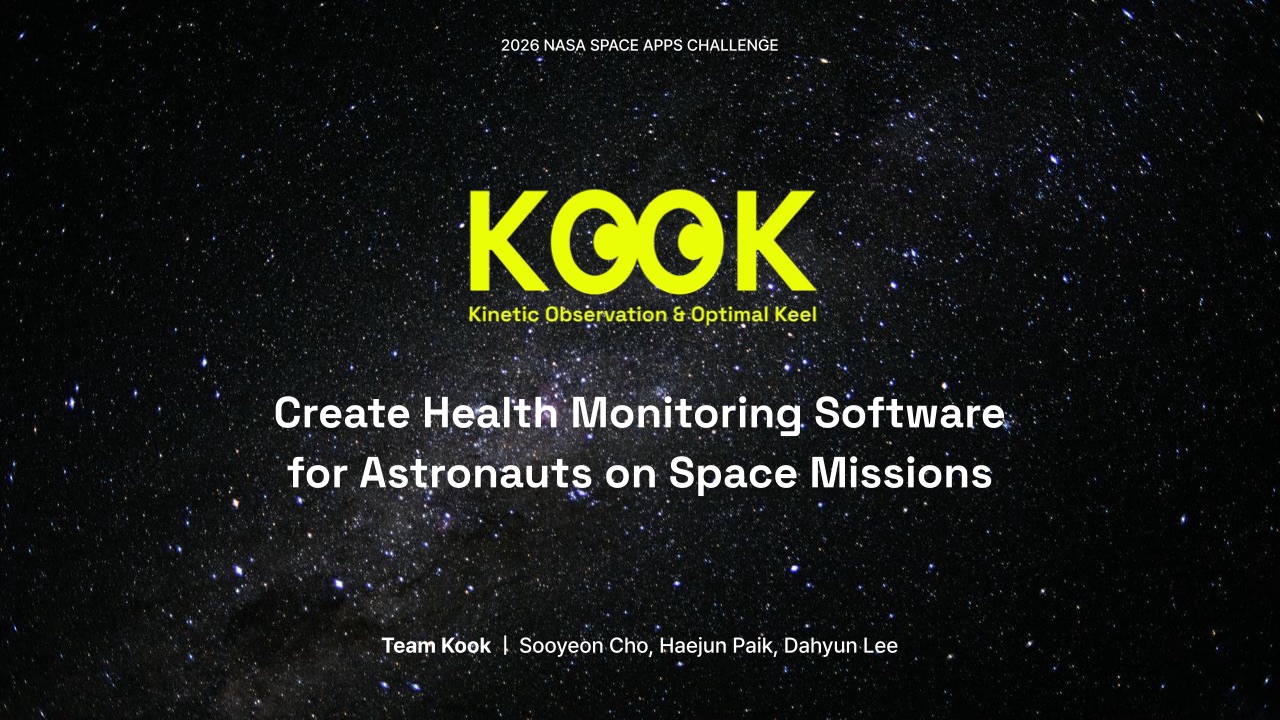 2026 NASA SPACE APPS CHALLENGE
KOOK
Kinetic Observation & Optimal Keel
Create Health Monitoring Software
for Astronauts on Space Missions
Team Kook | Sooyeon Cho, Haejun Paik, Dahyun Lee